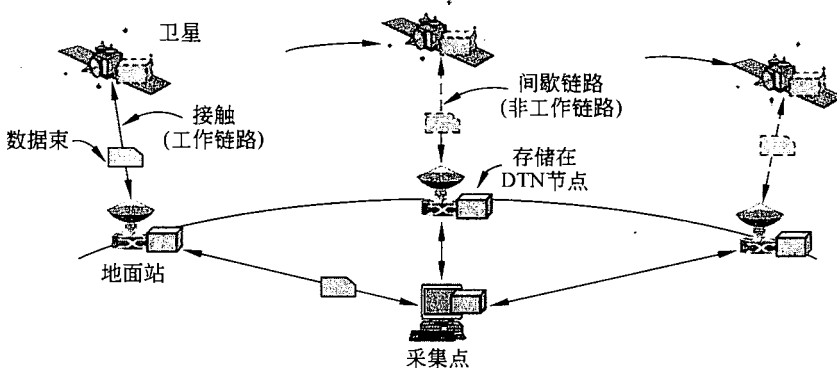 卫星
接触
(工作链路)
数据束
间歇链路
(非工作链路)
存储在
DTN节点
地面站
采集点